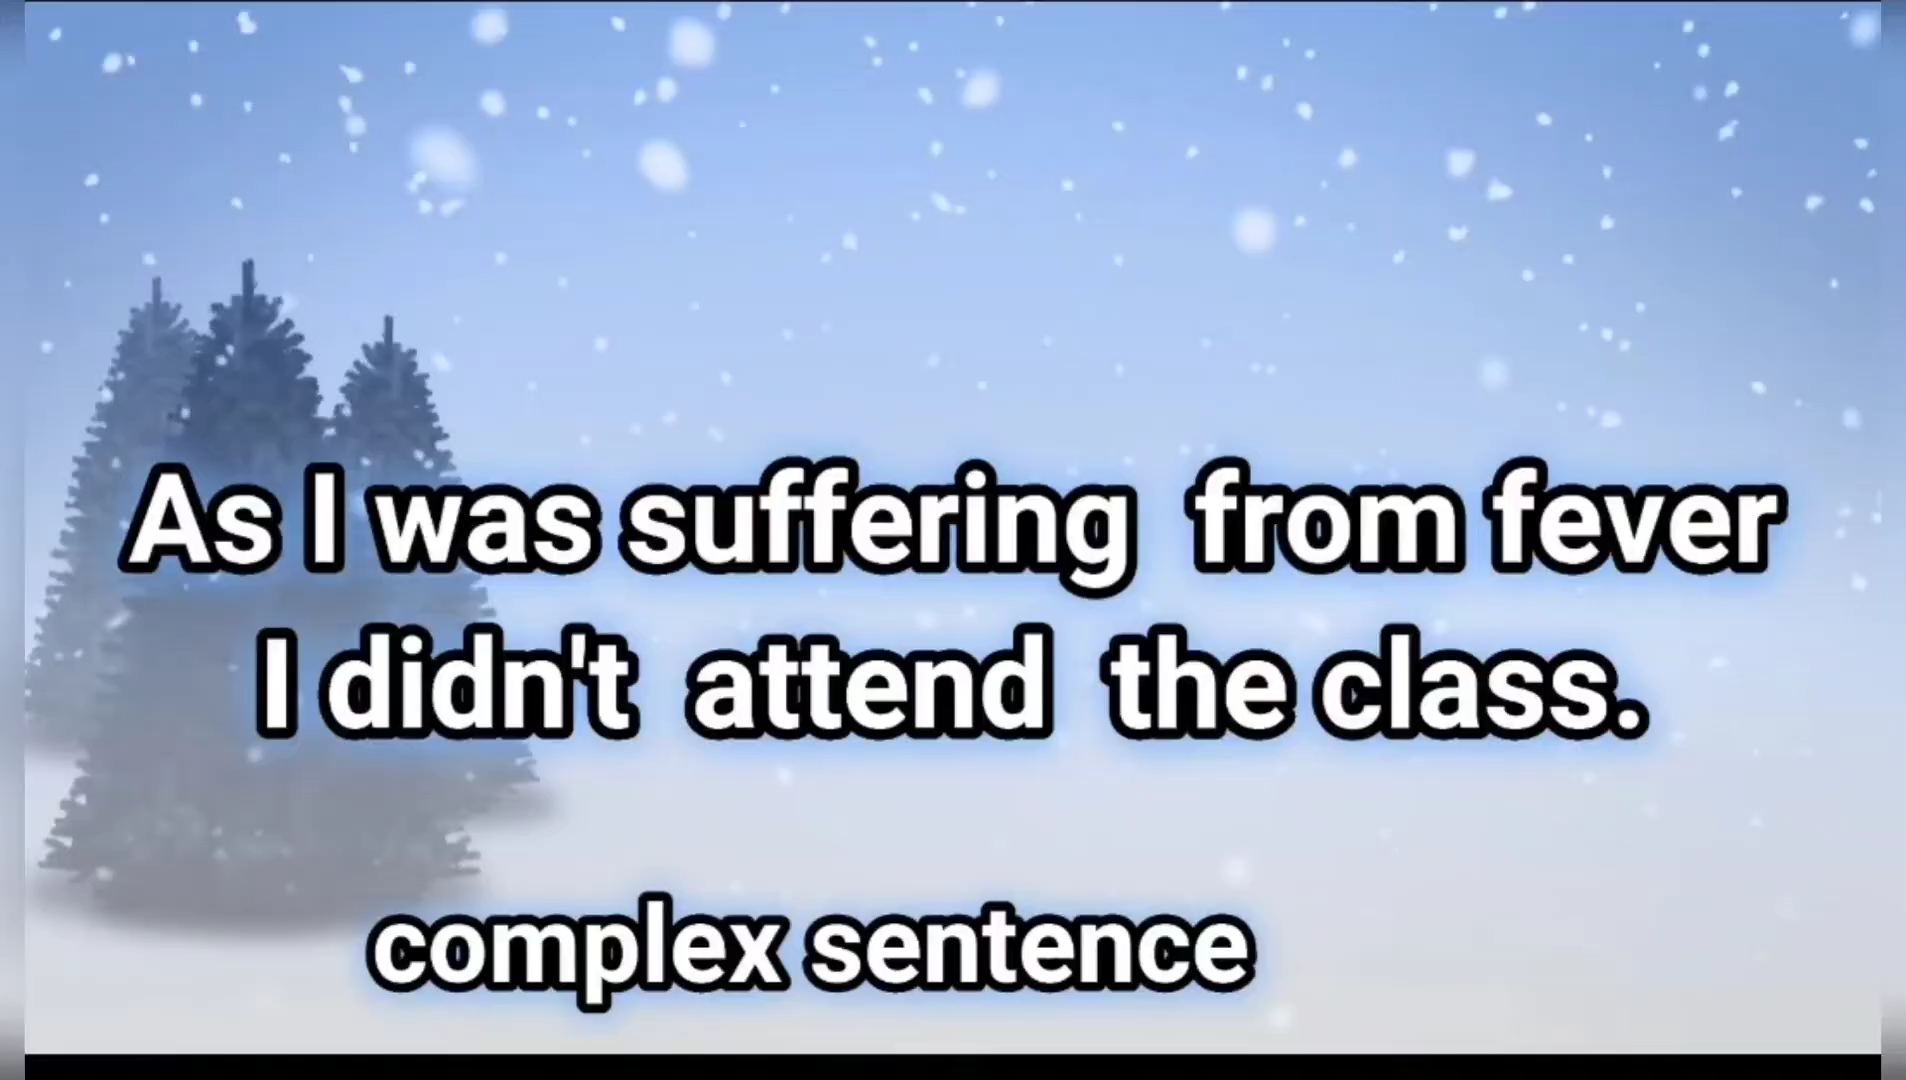 As I was suffering from fever
I didn't attend the class.
complex sentence